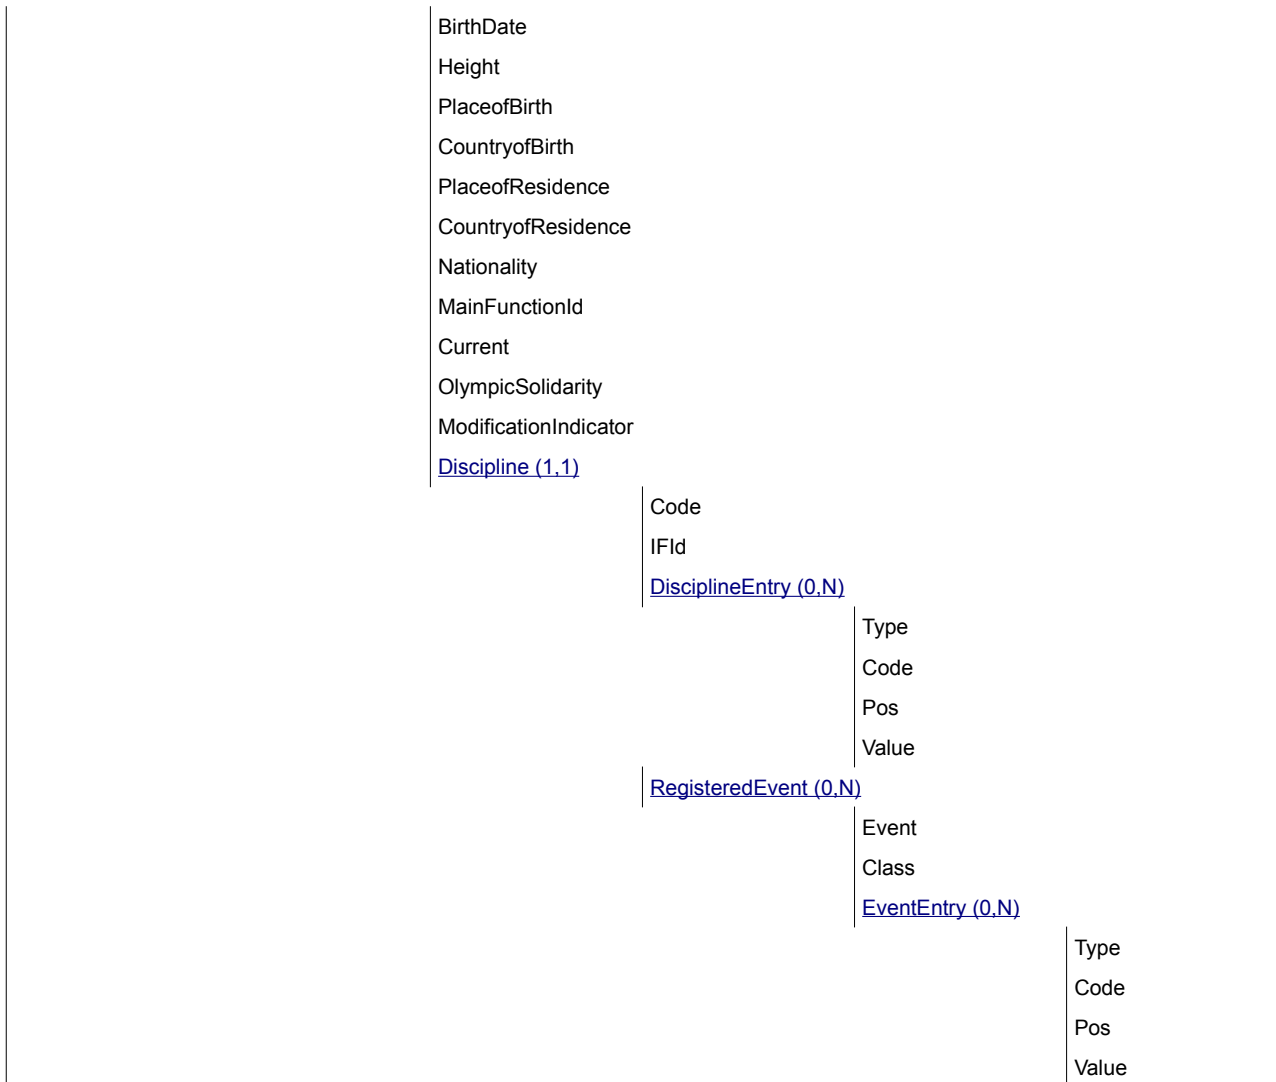 BirthDate
Height
PlaceofBirth
CountryofBirth
PlaceofResidence
CountryofResidence
Nationality
MainFunctionId
Current
OlympicSolidarity
ModificationIndicator
Discipline (1,1)
Code
IFId
DisciplineEntry (0,N)
Type
Code
Pos
Value
RegisteredEvent (0,N)
Event
Class
EventEntry (0,N)
Type
Code
Pos
Value